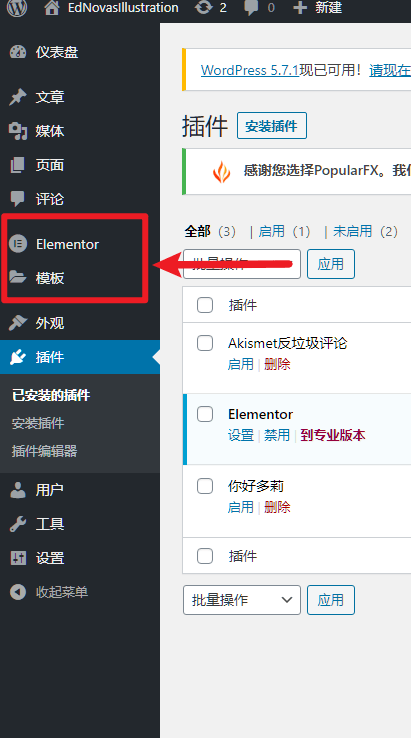 EdNovasIllustration 2 0 新建
仪表盘
文章
媒体
页面
评论
Elementor
模板
外观
插件
已安装的插件
安装插件
插件编辑器
用户
工具
设置
收起菜单
WordPress 5.7.1现已可用！请现在
插件 安装插件
感谢您选择PopularFX。我们
全部 （3） | 启用 （1） | 未启用 （2）
批量操作 应用
插件
Akismet反垃圾评论
启用 | 删除
Elementor
设置 | 禁用 | 到专业版本
你好多莉
启用 | 删除
插件
批量操作 应用